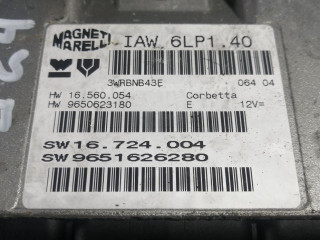 MAGNETI MARELLI
IAW 6LP1.40
3WRBNB43E 064 04
HW 16.560.054 Corbetta
HW 9650623180 E 12V=
SW16.724.004
SW9651626280